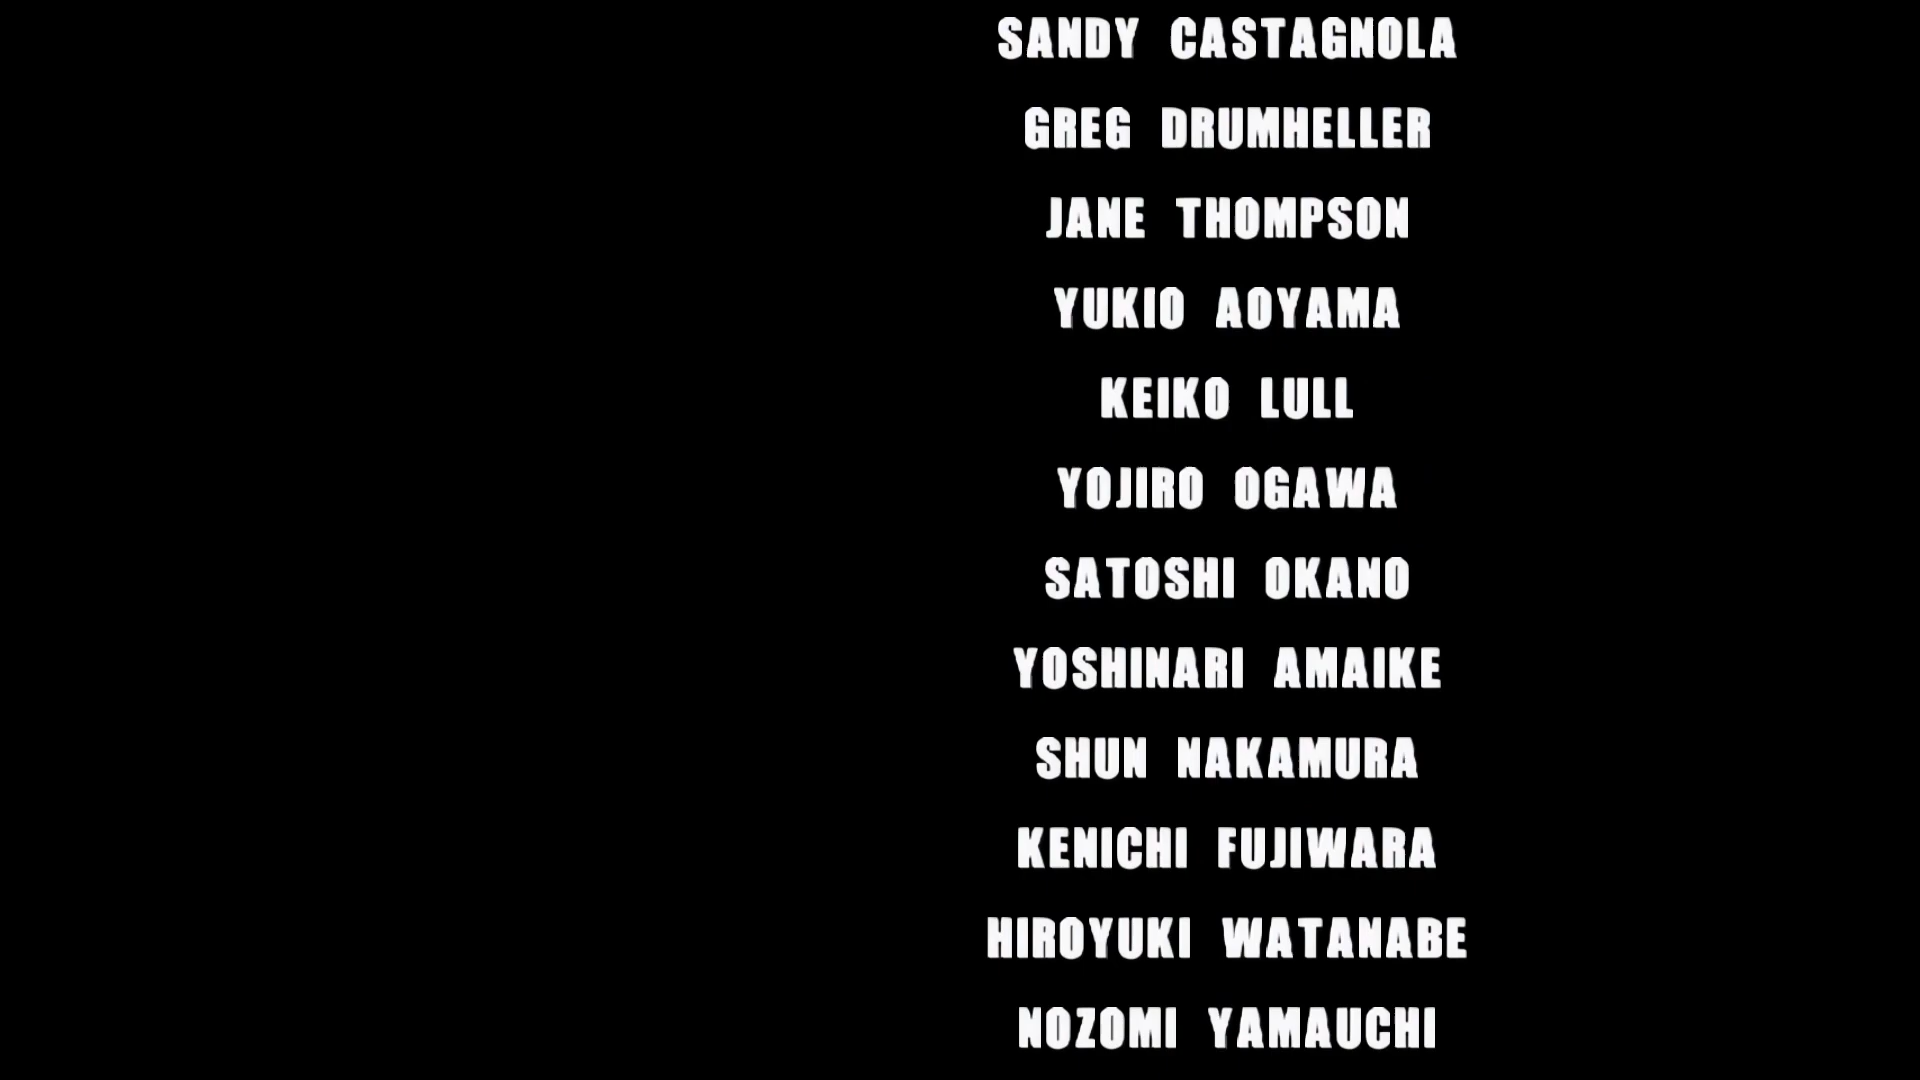 SANDY CASTAGNOLA
GREG DRUMHELLER
JANE THOMPSON
YUKIO AOYAMA
KEIKO LULL
YOJIRO OGAWA
SATOSHI OKANO
YOSHINARI AMAIKE
SHUN NAKAMURA
KENICHI FUJIWARA
HIROYUKI WATANABE
NOZOMI YAMAUCHI